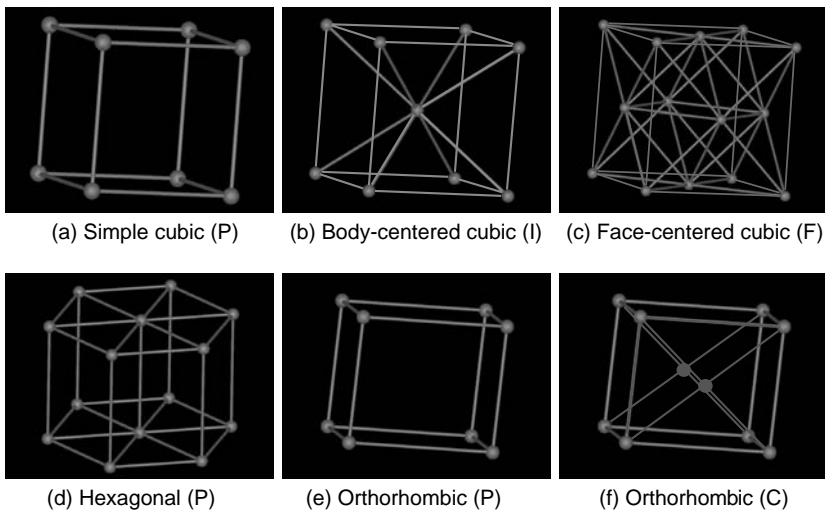 (a) Simple cubic (P)
(b) Body-centered cubic (I)
(c) Face-centered cubic (F)
(d) Hexagonal (P)
(e) Orthorhombic (P)
(f) Orthorhombic (C)